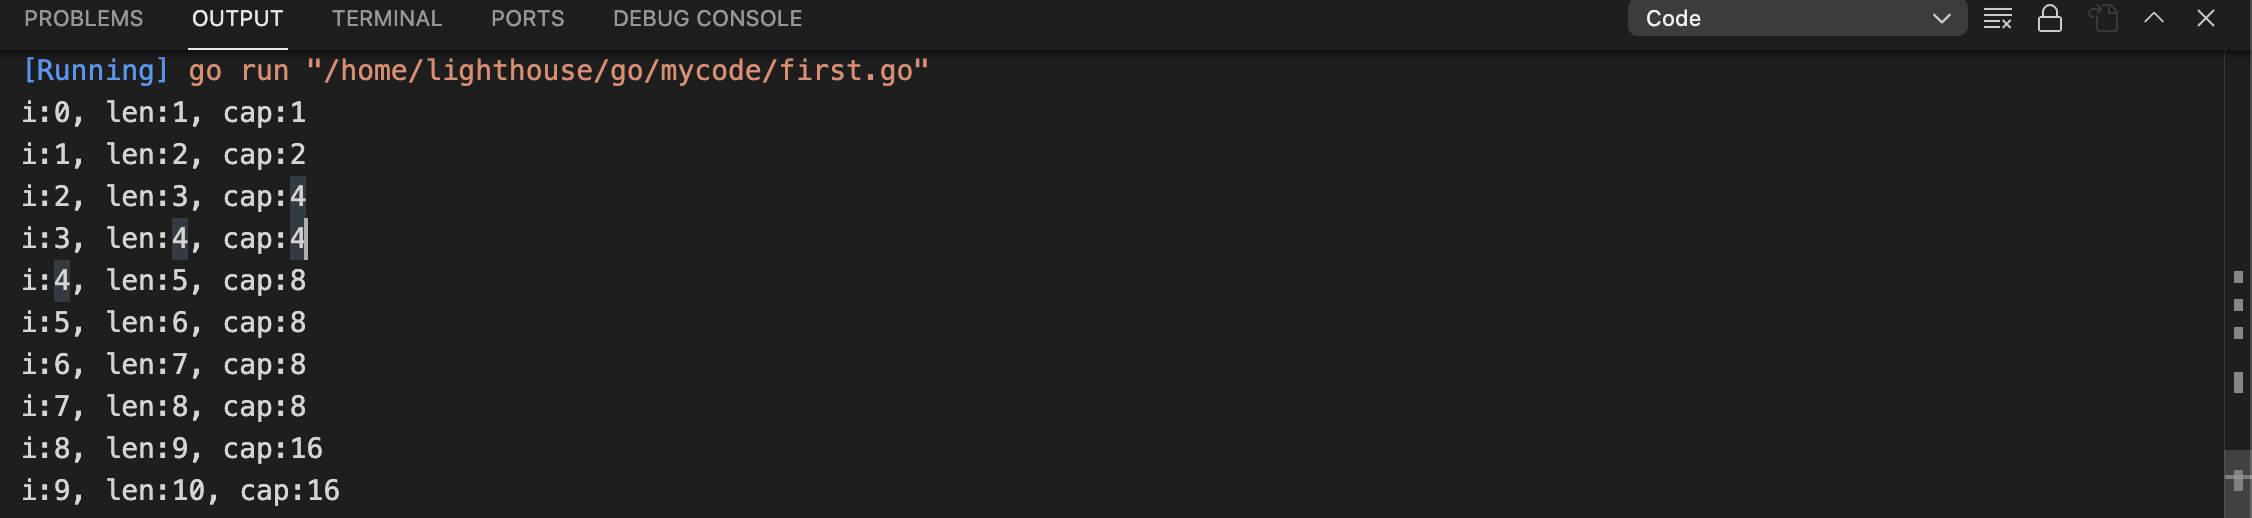 PROBLEMS OUTPUT TERMINAL PORTS DEBUG CONSOLE Code
[Running] go run "/home/lighthouse/go/mycode/first.go"
i:0, len:1, cap:1
i:1, len:2, cap:2
i:2, len:3, cap:4
i:3, len:4, cap:4
i:4, len:5, cap:8
i:5, len:6, cap:8
i:6, len:7, cap:8
i:7, len:8, cap:8
i:8, len:9, cap:16
i:9, len:10, cap:16